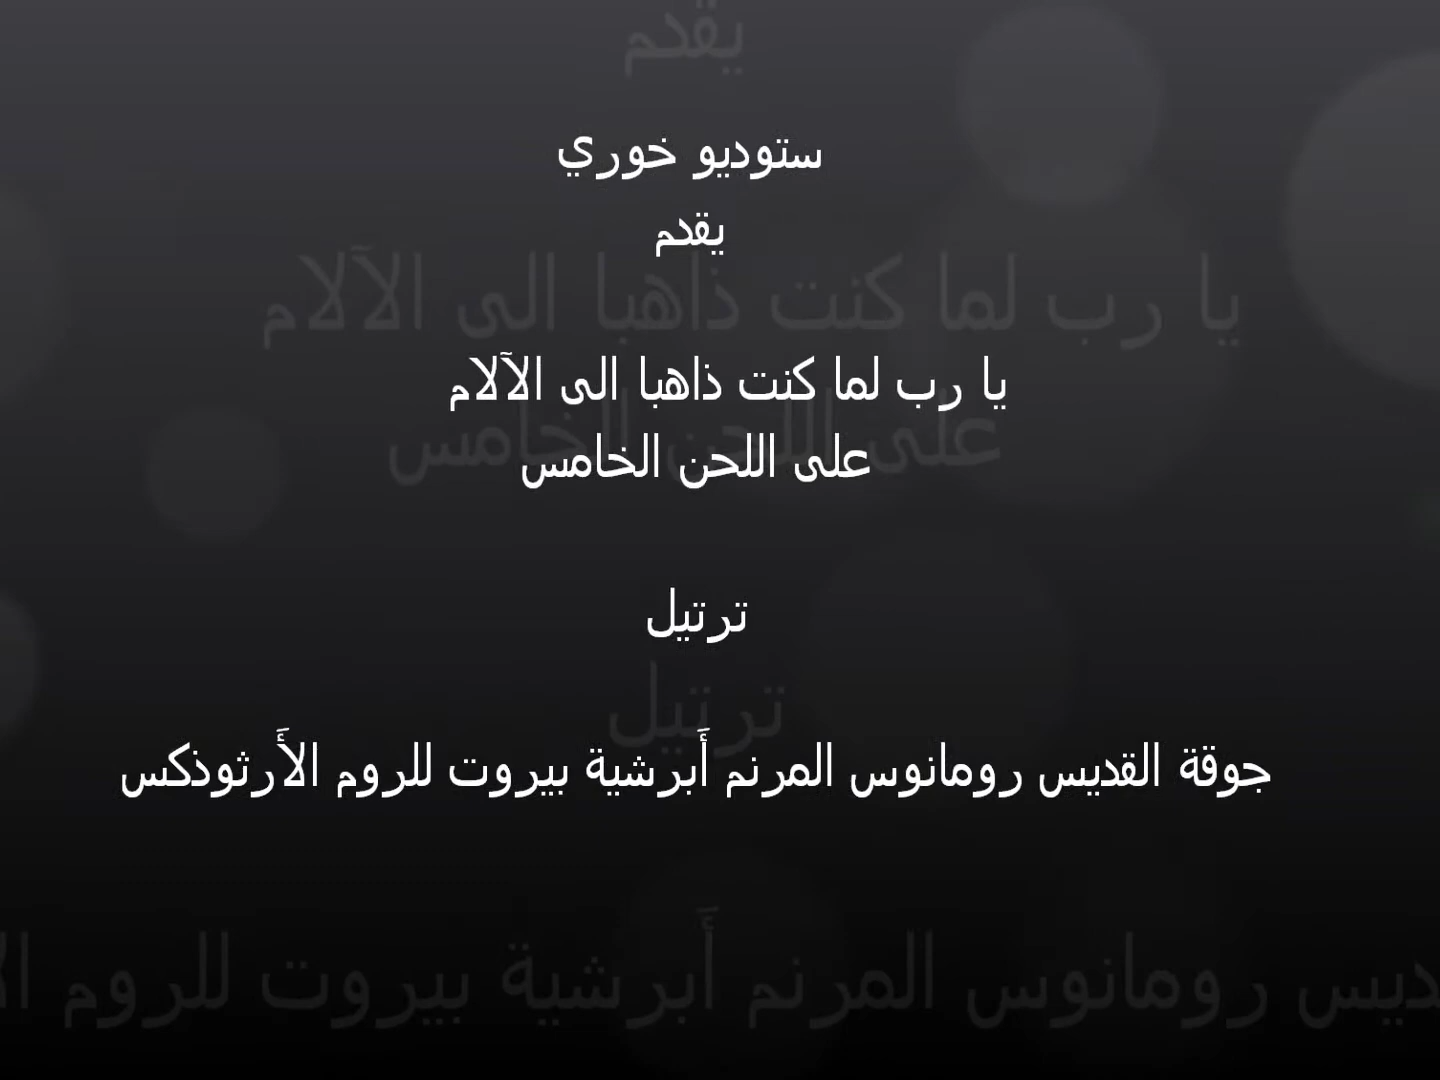 ستوديو خوري
يقدم
يا رب لما كنت ذاهبا الى الآلام
على اللحن الخامس
ترتيل
جوقة القديس رومانوس المرنم أَبرشية بيروت للروم الأَرثوذكس